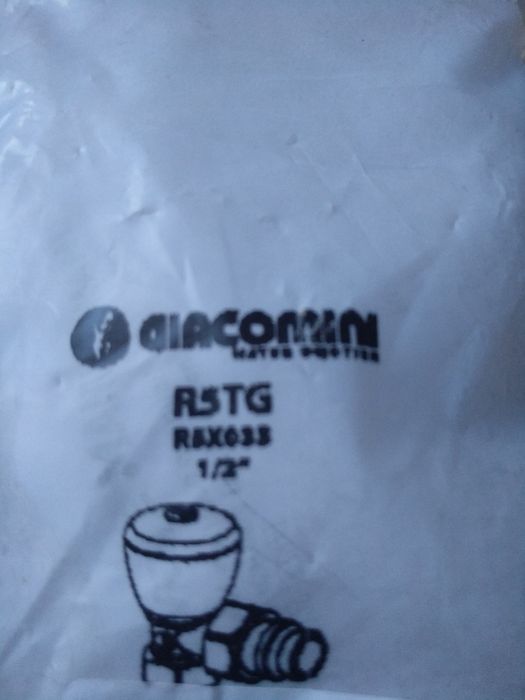 GIACOMINI
WATER E-MOTION
R5TG
R5X033
1/2"